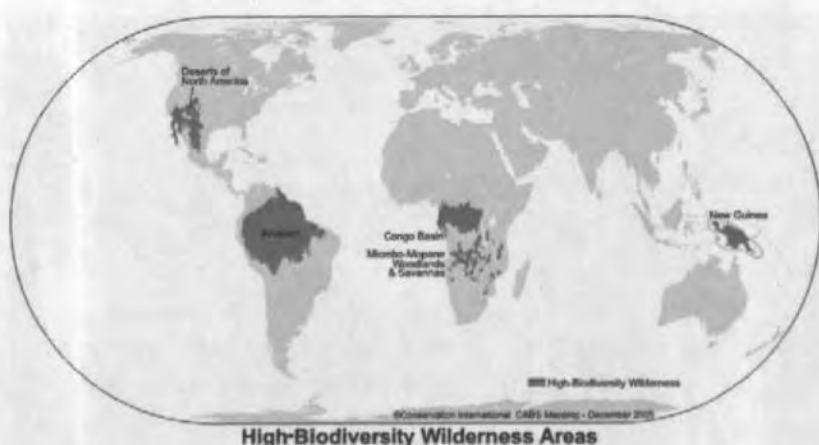 Deserts of
North America
Amazon
Congo Basin
Miombo-Mopane
Woodlands
& Savannas
New Guinea
High-Biodiversity Wilderness
©Conservation International CABS Mapping - December 2005
High-Biodiversity Wilderness Areas